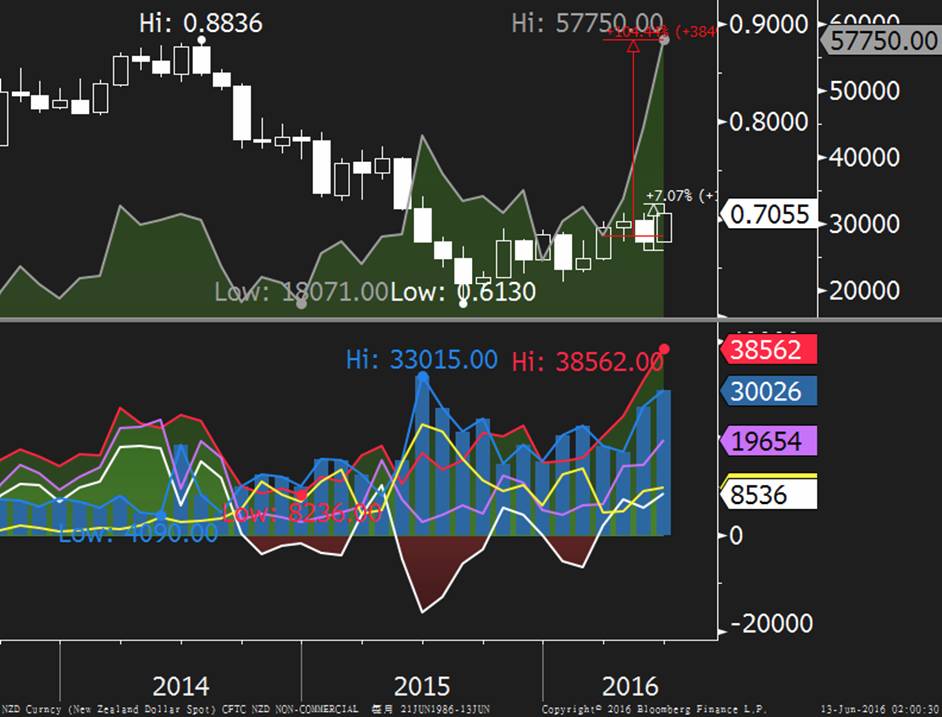 Hi: 0.8836
Hi: 57750.00
+104.44% (+384
0.9000
60000
57750.00
50000
0.8000
40000
+7.07% (+
0.7055
30000
20000
Low: 18071.00
Low: 0.6130
Hi: 33015.00
Hi: 38562.00
38562
30026
19654
8536
Low: 8236.00
Low: 4090.00
0
-20000
2014
2015
2016
NZD Curncy (New Zealand Dollar Spot) CFTC NZD NON-COMMERCIAL 每月 21JUN1986-13JUN
Copyright© 2016 Bloomberg Finance L.P.
13-Jun-2016 02:00:30